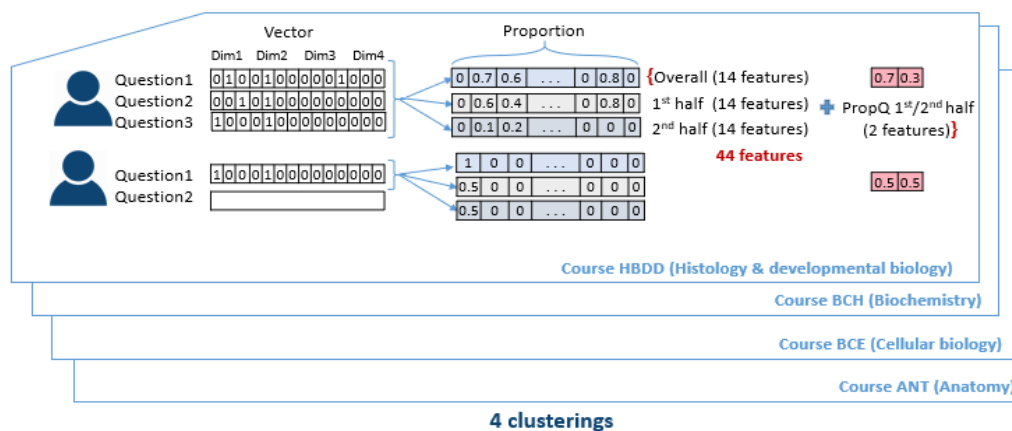 Vector
Proportion
Dim1 Dim2 Dim3 Dim4
Question1
0 1 0 0 1 0 0 0 0 0 1 0 0 0
0 0.7 0.6 ... 0 0.8 0
{Overall (14 features)
0.7 0.3
Question2
0 0 1 0 1 0 0 0 0 0 0 0 0 0
0 0.6 0.4 ... 0 0.8 0
1st half (14 features)
+ PropQ 1st/2nd half
Question3
1 0 0 0 1 0 0 0 0 0 0 0 0 0
0 0.1 0.2 ... 0 0 0
2nd half (14 features)
(2 features)}
44 features
1 0 0 ... 0 0 0
Question1
1 0 0 0 1 0 0 0 0 0 0 0 0 0
0.5 0 0 ... 0 0 0
0.5 0.5
Question2
0.5 0 0 ... 0 0 0
Course HBDD (Histology & developmental biology)
Course BCH (Biochemistry)
Course BCE (Cellular biology)
Course ANT (Anatomy)
4 clusterings